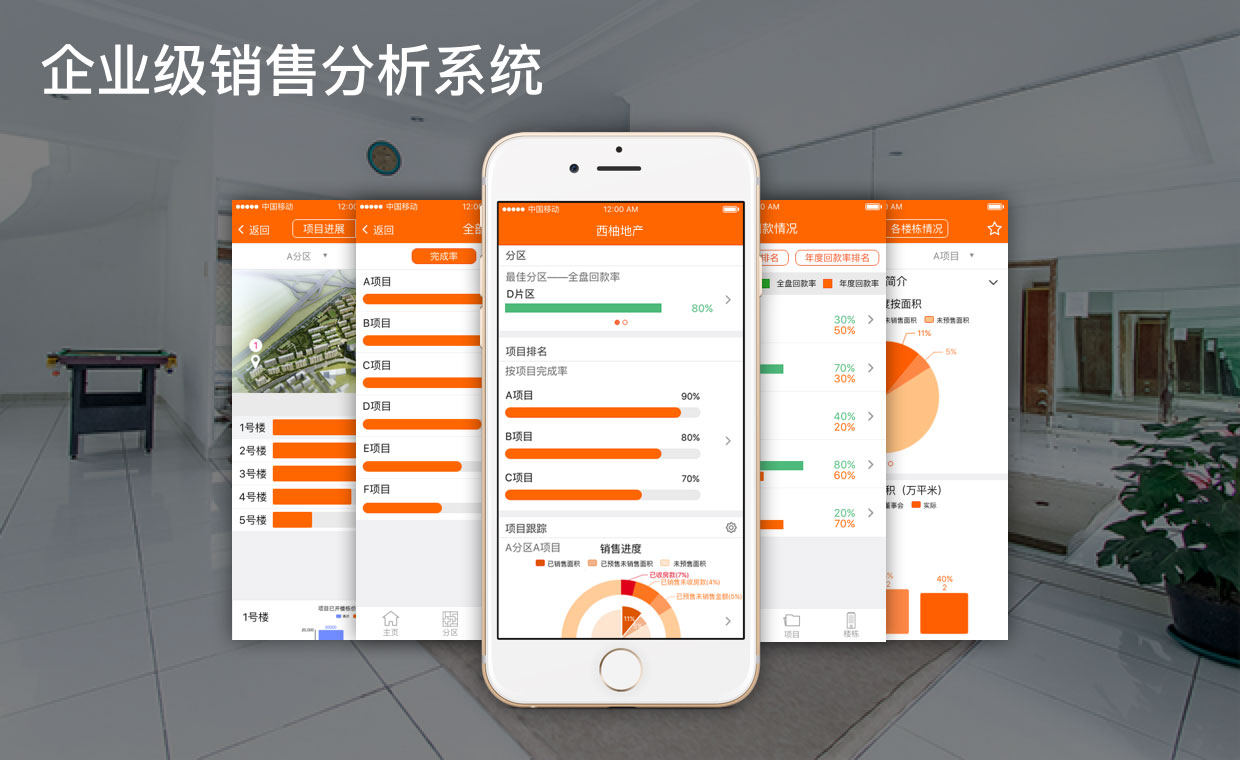 企业级销售分析系统
中国移动 12:00
返回 项目进展
A分区
1
1号楼
2号楼
3号楼
4号楼
5号楼
1号楼
中国移动
返回
完成率
A项目
B项目
C项目
D项目
E项目
F项目
主页 分区
中国移动 12:00 AM
西柚地产
分区
最佳分区——全盘回款率
D片区
80%
项目排名
按项目完成率
A项目 90%
B项目 80%
C项目 70%
项目跟踪
A分区A项目 销售进度
已销售面积 已预售未销售面积 未预售面积
已收房款(7%)
已销售未收房款(4%)
已预售未销售金额(5%)
11%
AM
款情况
排名 年度回款率排名
全盘回款率 年度回款率
30%
50%
70%
30%
40%
20%
80%
60%
20%
70%
项目 楼栋
AM
各楼栋情况
A项目
简介
度按面积
未销售面积 未预售面积
11%
5%
积（万平米）
董事会 实际
%
2
40%
2